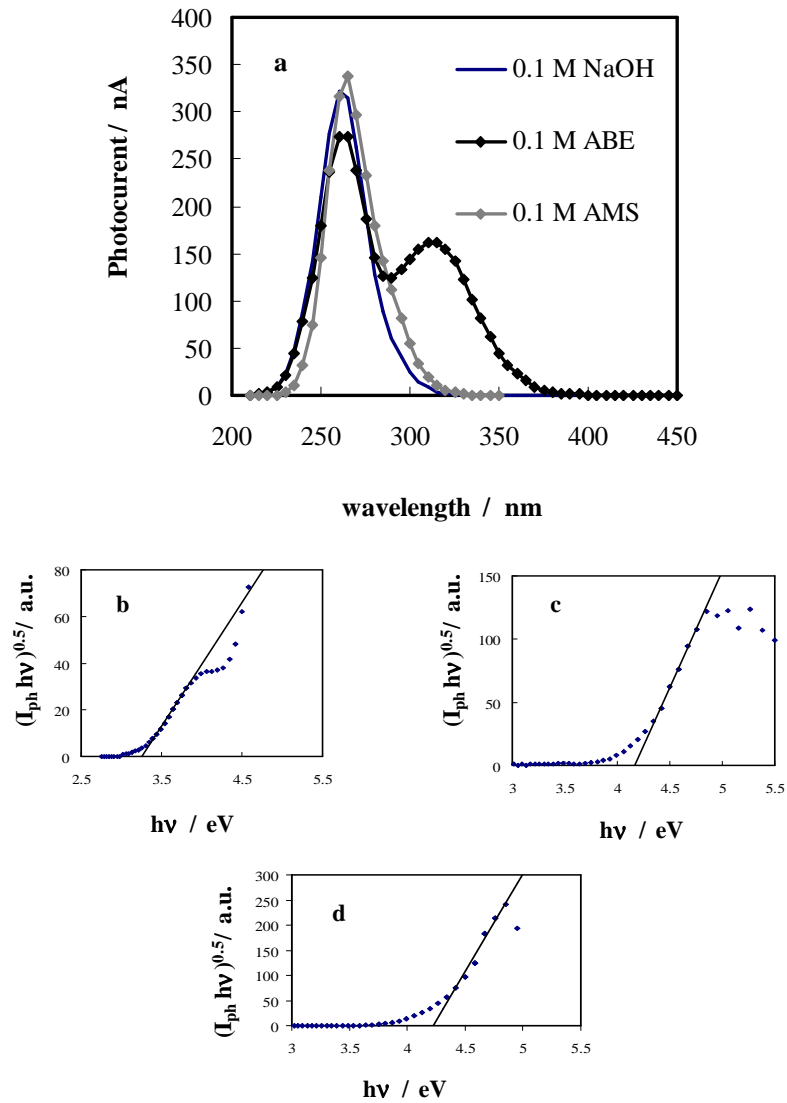 a
0.1 M NaOH
0.1 M ABE
0.1 M AMS
Photocurent / nA
400
350
300
250
200
150
100
50
0
200 250 300 350 400 450
wavelength / nm
b
(I_ph hν)^0.5 / a.u.
80
60
40
20
0
2.5 3.5 4.5 5.5
hν / eV
c
(I_ph hν)^0.5 / a.u.
150
100
50
0
3 3.5 4 4.5 5 5.5
hν / eV
d
(I_ph hν)^0.5 / a.u.
300
250
200
150
100
50
0
3 3.5 4 4.5 5 5.5
hν / eV